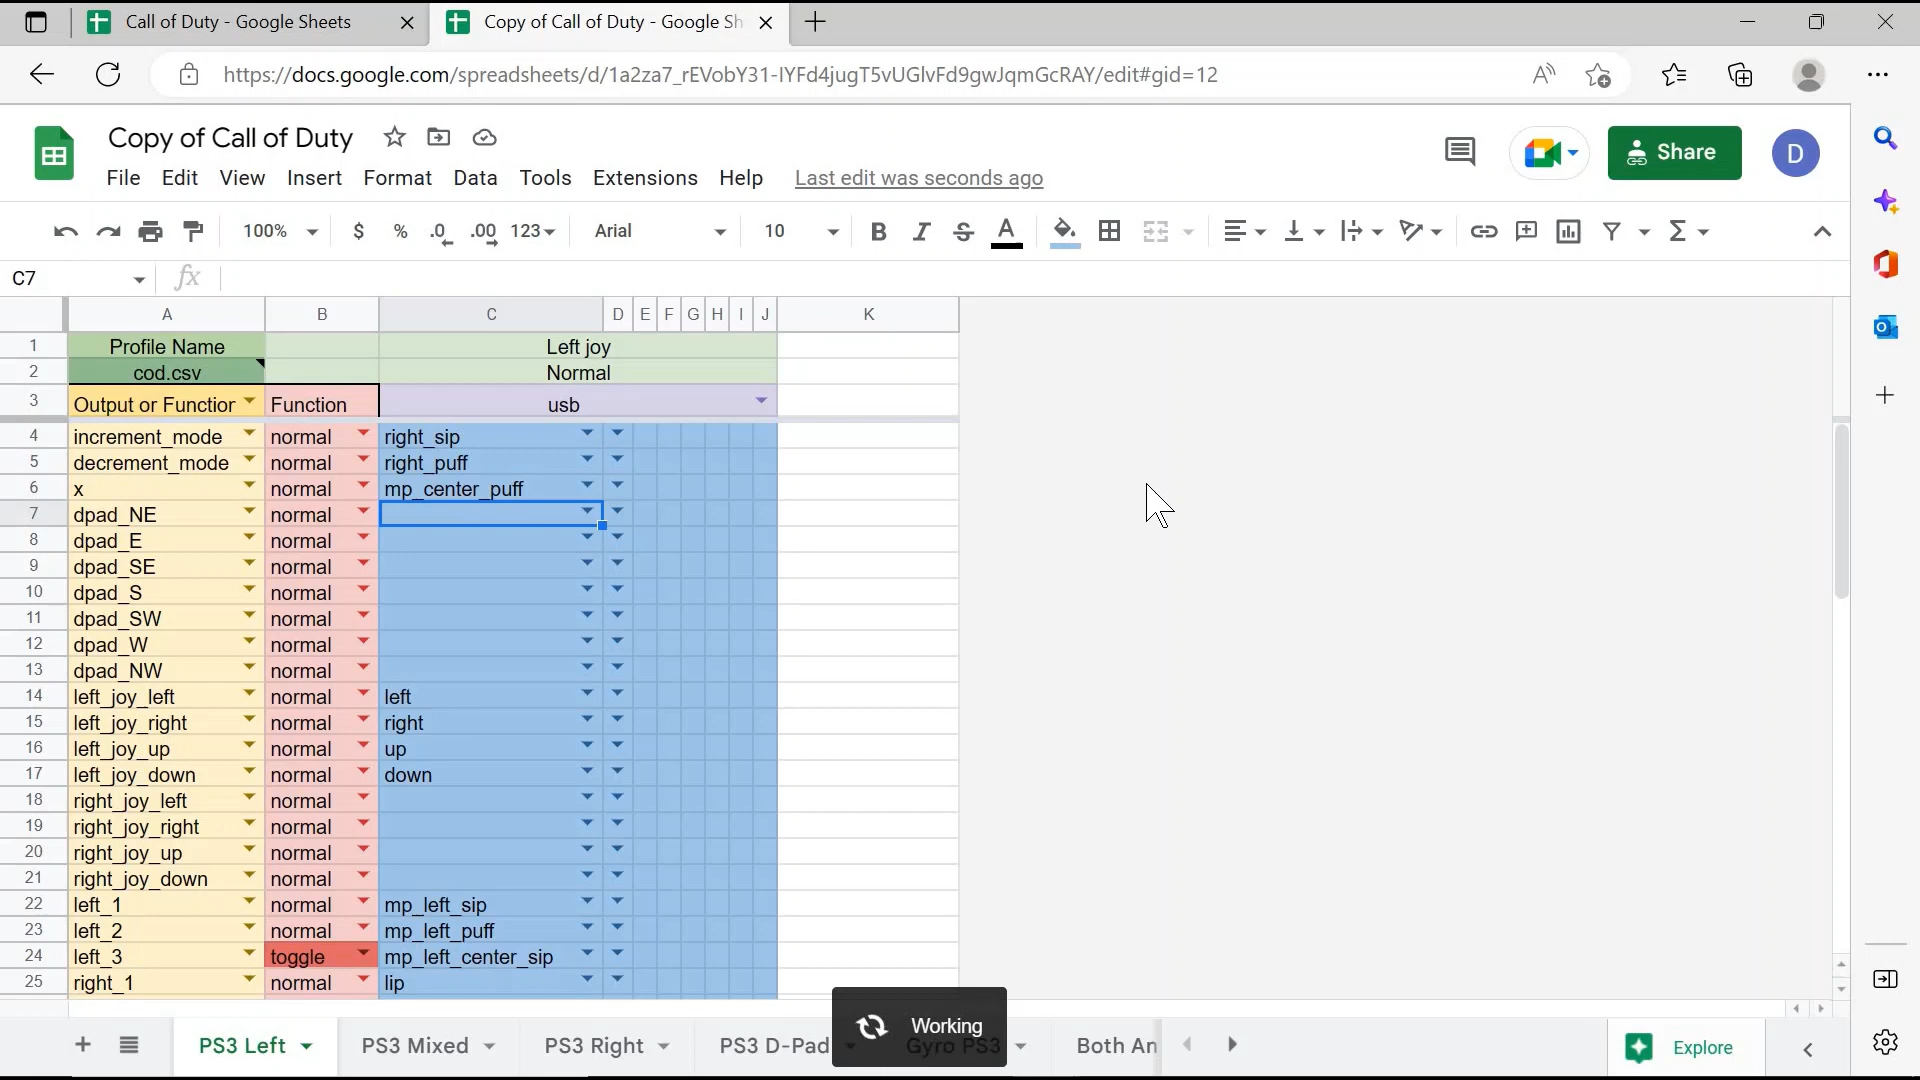 Call of Duty - Google Sheets
Copy of Call of Duty - Google Sh
https://docs.google.com/spreadsheets/d/1a2za7_rEVobY31-IYFd4jugT5vUGlvFd9gwJqmGcRAY/edit#gid=12
Copy of Call of Duty
Share
D
File Edit View Insert Format Data Tools Extensions Help Last edit was seconds ago
100% $ % .0 .00 123 Arial 10 B I S A
C7 fx
A B C D E F G H I J K
1 Profile Name Left joy
2 cod.csv Normal
3 Output or Function Function usb
4 increment_mode normal right_sip
5 decrement_mode normal right_puff
6 x normal mp_center_puff
7 dpad_NE normal
8 dpad_E normal
9 dpad_SE normal
10 dpad_S normal
11 dpad_SW normal
12 dpad_W normal
13 dpad_NW normal
14 left_joy_left normal left
15 left_joy_right normal right
16 left_joy_up normal up
17 left_joy_down normal down
18 right_joy_left normal
19 right_joy_right normal
20 right_joy_up normal
21 right_joy_down normal
22 left_1 normal mp_left_sip
23 left_2 normal mp_left_puff
24 left_3 toggle mp_left_center_sip
25 right_1 normal lip
Working
PS3 Left PS3 Mixed PS3 Right PS3 D-Pad Gyro PS3 Both An Explore